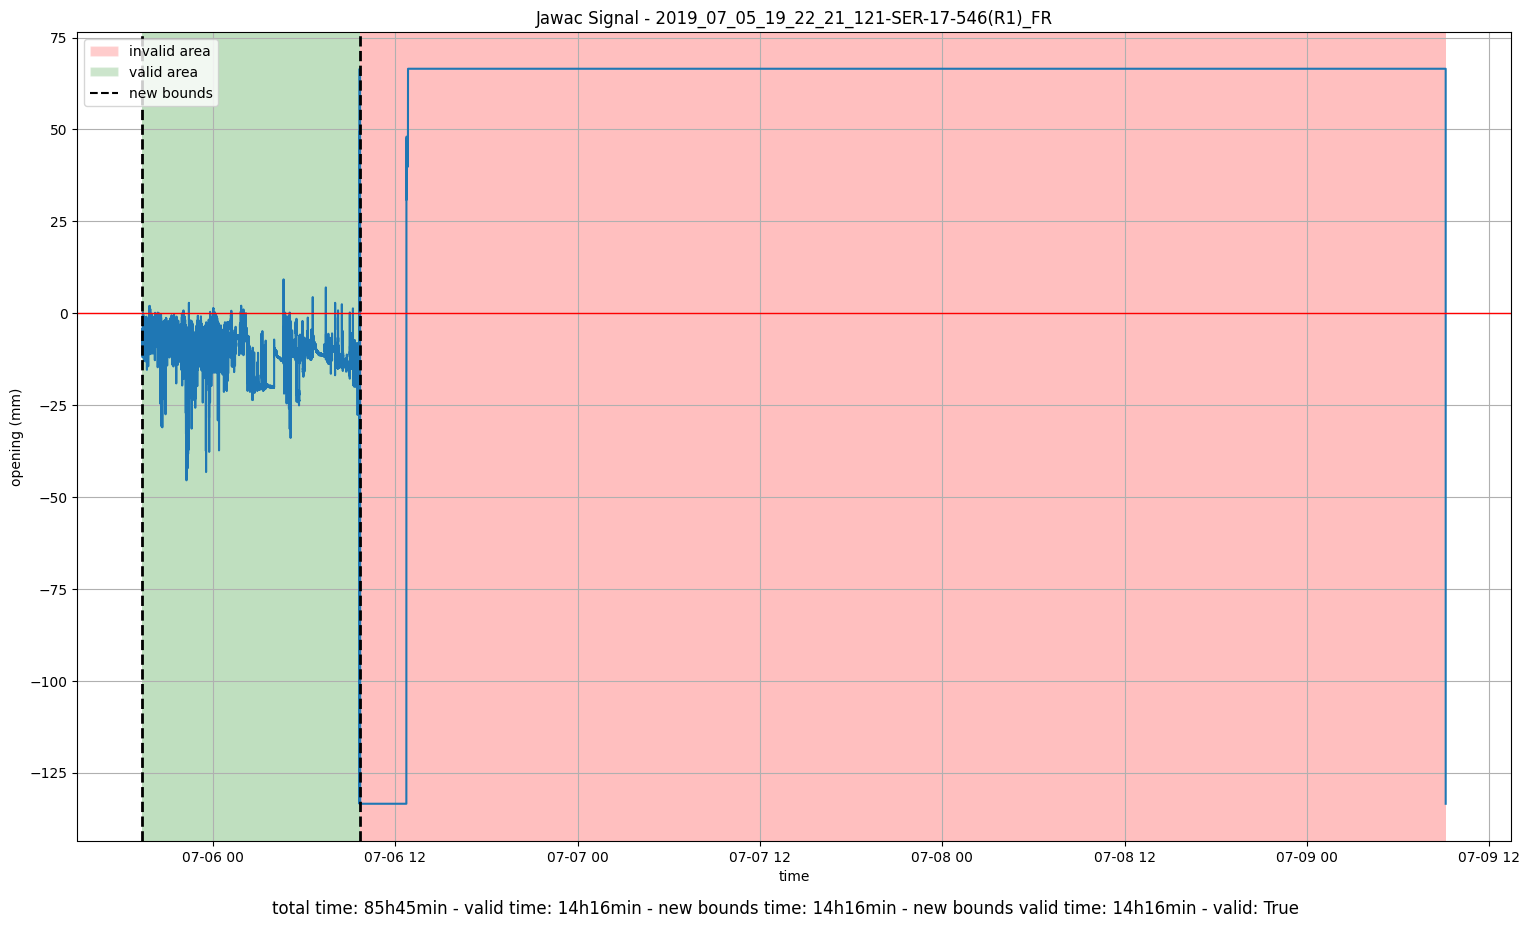 Jawac Signal - 2019_07_05_19_22_21_121-SER-17-546(R1)_FR
invalid area
valid area
new bounds
75
50
25
0
−25
−50
−75
−100
−125
opening (mm)
07-06 00
07-06 12
07-07 00
07-07 12
07-08 00
07-08 12
07-09 00
07-09 12
time
total time: 85h45min - valid time: 14h16min - new bounds time: 14h16min - new bounds valid time: 14h16min - valid: True